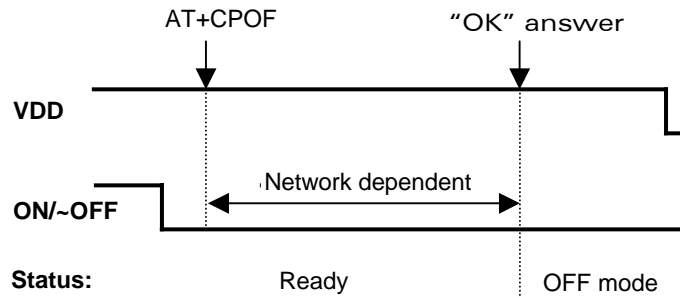 AT+CPOF
“OK” answer
VDD
Network dependent
ON/~OFF
Status: Ready OFF mode